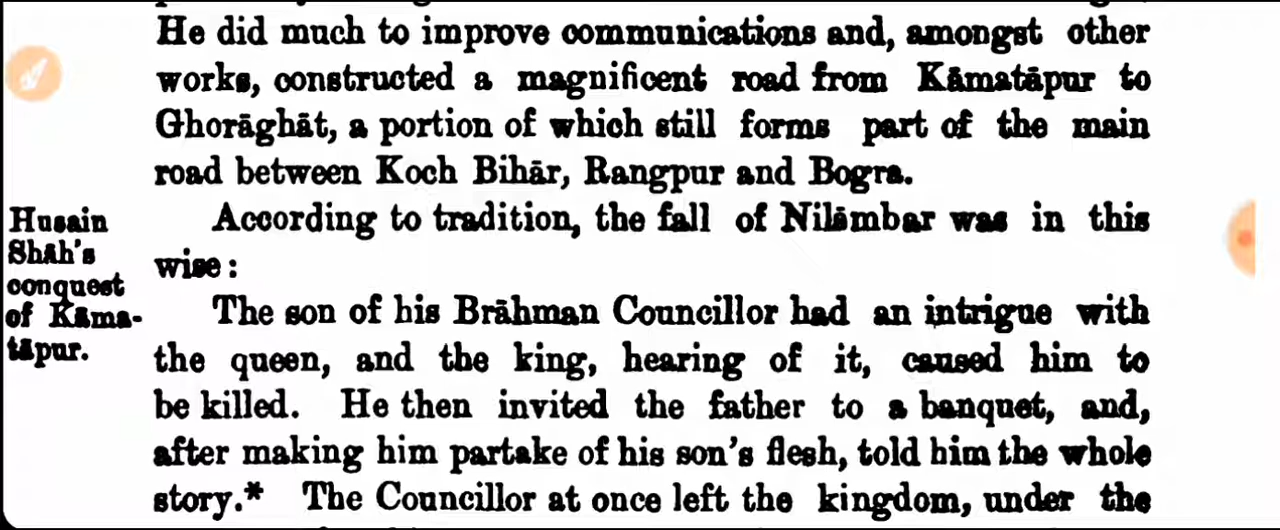 He did much to improve communications and, amongst other
works, constructed a magnificent road from Kāmatāpur to
Ghorāghāt, a portion of which still forms part of the main
road between Koch Bihār, Rangpur and Bogra.
Husain
Shāh's
conquest
of Kāma-
tāpur.
According to tradition, the fall of Nilāmbar was in this
wise:
The son of his Brāhman Councillor had an intrigue with
the queen, and the king, hearing of it, caused him to
be killed. He then invited the father to a banquet, and,
after making him partake of his son's flesh, told him the whole
story.* The Councillor at once left the kingdom, under the